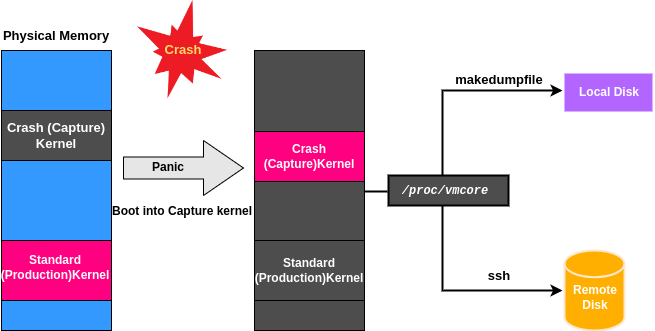 Physical Memory
Crash
Crash (Capture)
Kernel
Standard
(Production)Kernel
Panic
Boot into Capture kernel
Crash
(Capture)Kernel
Standard
(Production)Kernel
/proc/vmcore
makedumpfile
Local Disk
ssh
Remote
Disk